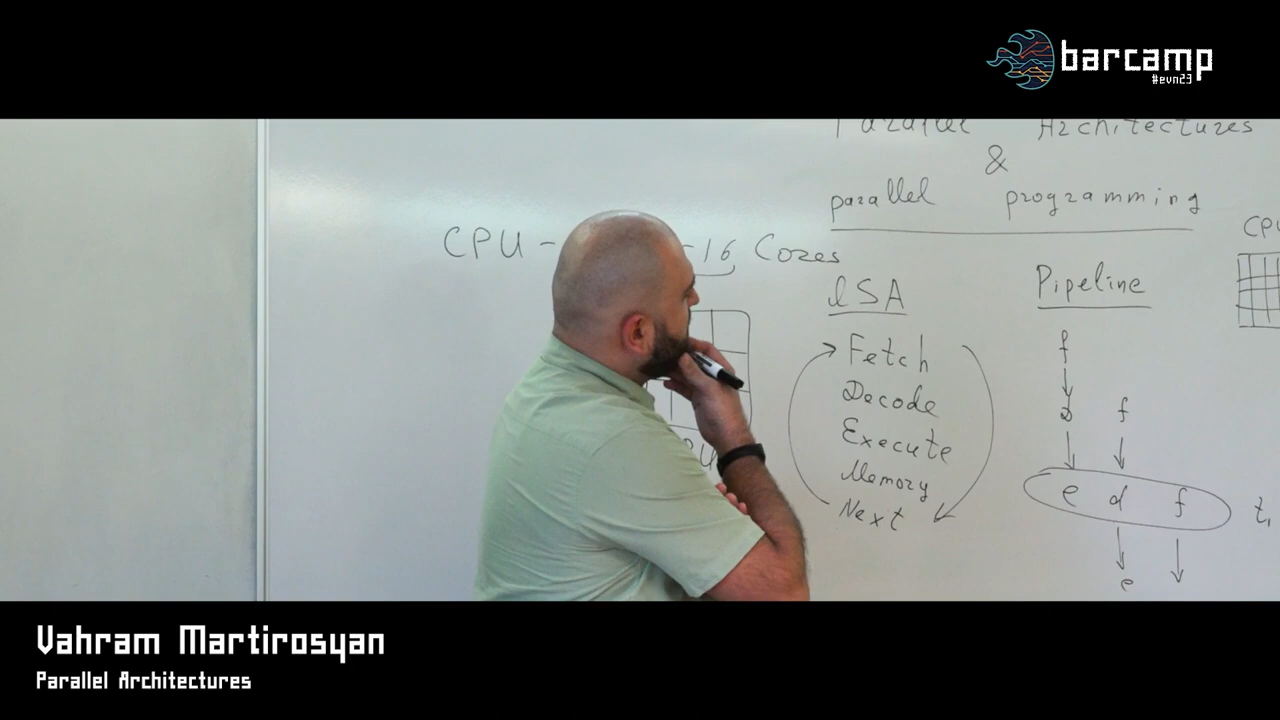 barcamp
#evn23
Parallel Architectures
&
parallel programming
CPU - -16 Cores
CPU
ISA
Pipeline
Fetch
Decode
Execute
Memory
Next
f
D f
e d f
t,
e
Vahram Martirosyan
Parallel Architectures